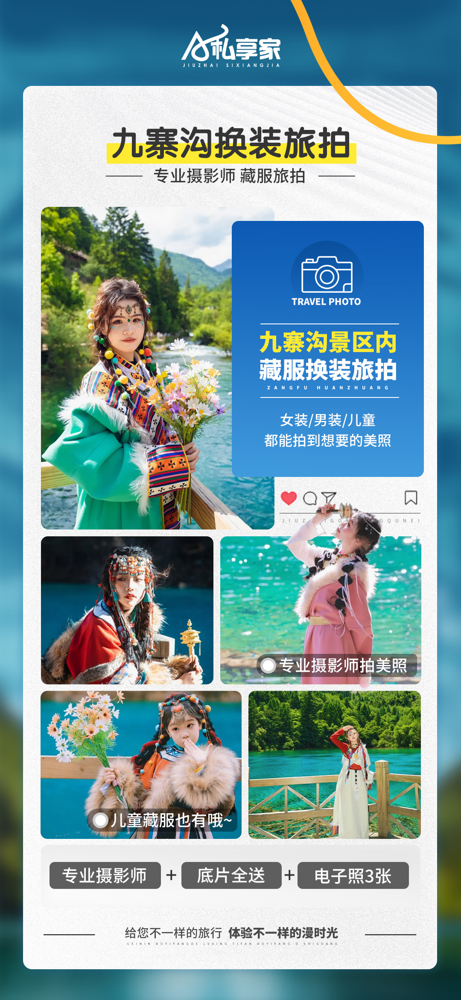 私享家
JIUZHAI SIXIANGJIA
九寨沟换装旅拍
专业摄影师 藏服旅拍
TRAVEL PHOTO
九寨沟景区内
藏服换装旅拍
ZANGFU HUANZHUANG
女装/男装/儿童
都能拍到想要的美照
专业摄影师拍美照
儿童藏服也有哦~
专业摄影师 + 底片全送 + 电子照3张
给您不一样的旅行 体验不一样的漫时光
GEININ BUYIYANGDE LVXING TIYAN BUYIYANG D SHIGUANG